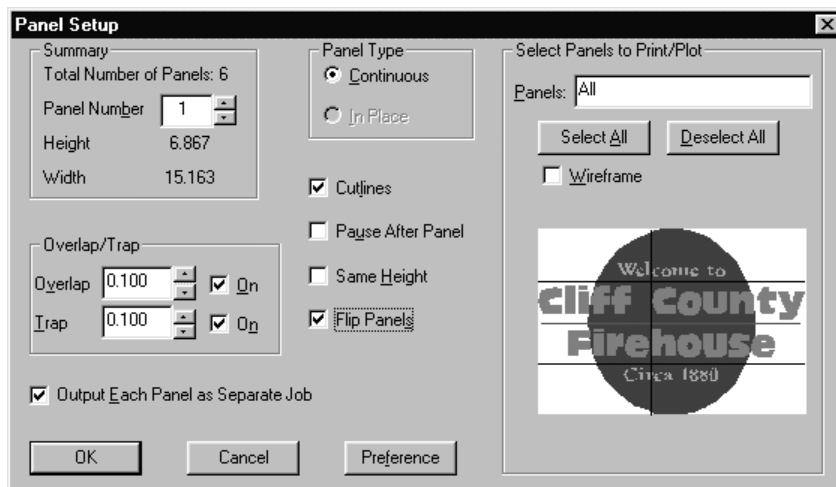 Panel Setup
Summary
Total Number of Panels: 6
Panel Number 1
Height 6.867
Width 15.163
Overlap/Trap
Overlap 0.100 On
Trap 0.100 On
Output Each Panel as Separate Job
OK Cancel Preference
Panel Type
Continuous
In Place
Cutlines
Pause After Panel
Same Height
Flip Panels
Select Panels to Print/Plot
Panels: All
Select All Deselect All
Wireframe
Welcome to
Cliff County
Firehouse
Circa 1880